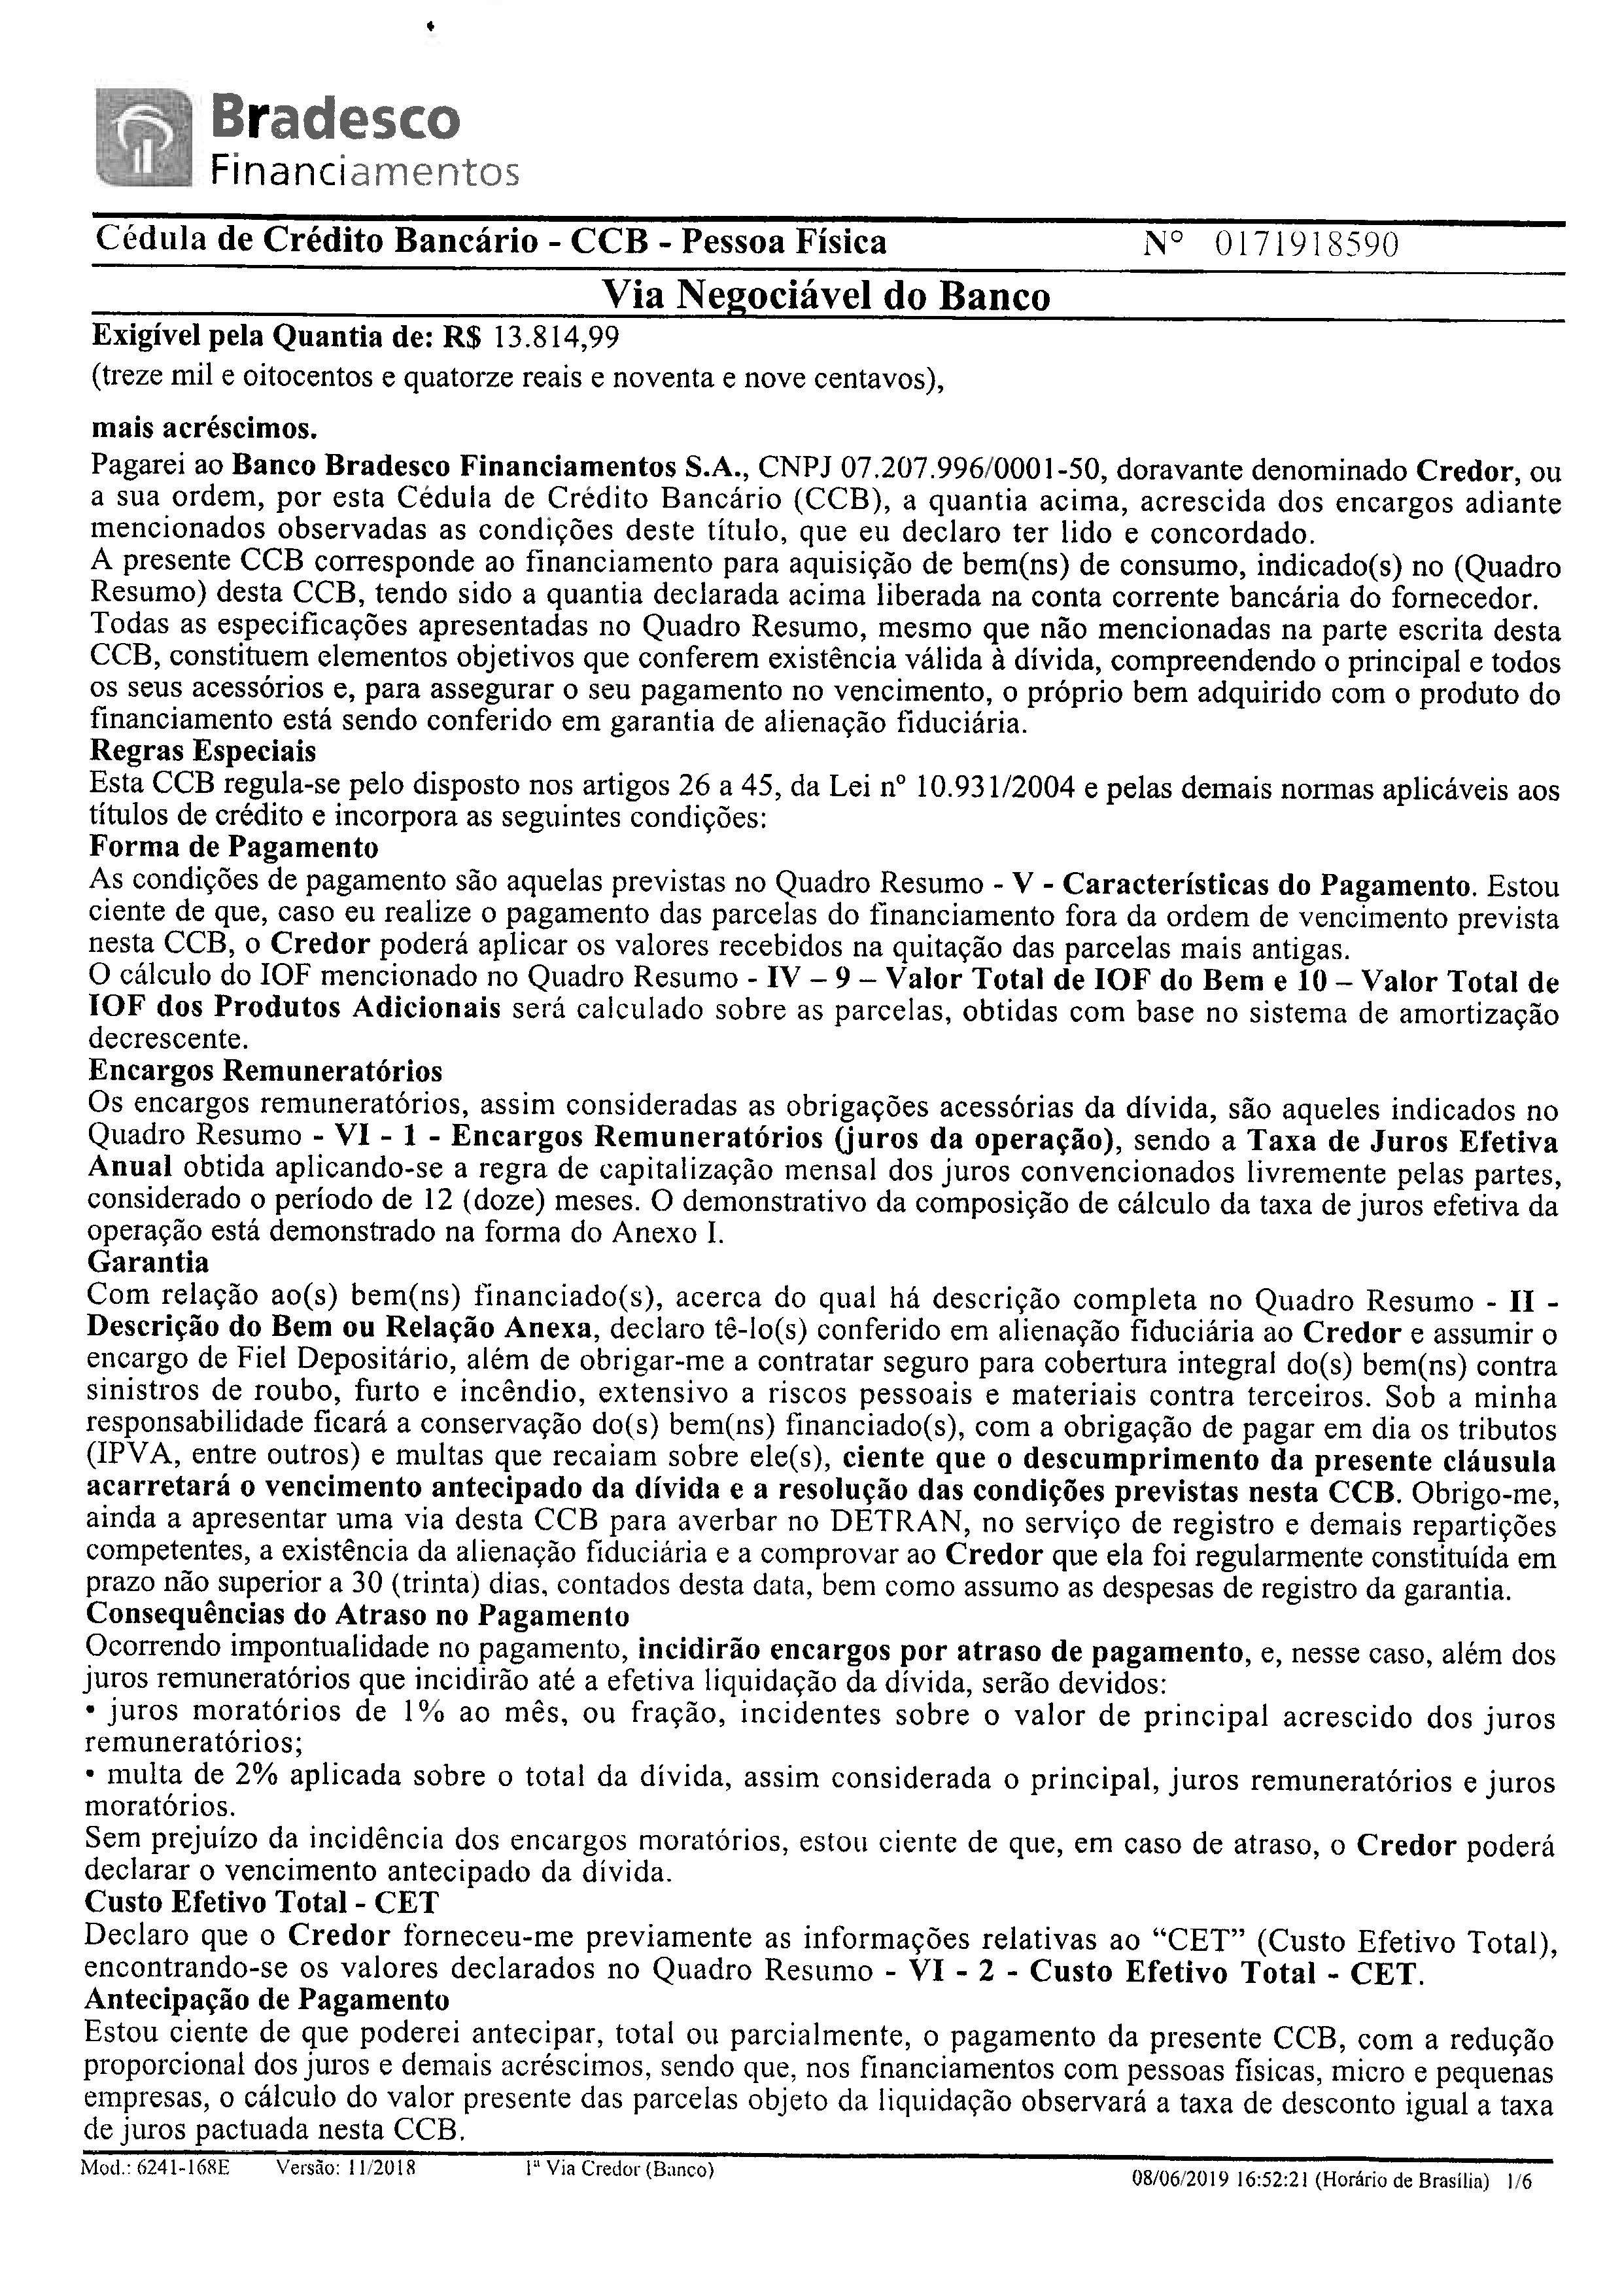 Bradesco
Financiamentos
Cédula de Crédito Bancário - CCB - Pessoa Física Nº 0171918590
Via Negociável do Banco
Exigível pela Quantia de: R$ 13.814,99
(treze mil e oitocentos e quatorze reais e noventa e nove centavos),
mais acréscimos.
Pagarei ao Banco Bradesco Financiamentos S.A., CNPJ 07.207.996/0001-50, doravante denominado Credor, ou
a sua ordem, por esta Cédula de Crédito Bancário (CCB), a quantia acima, acrescida dos encargos adiante
mencionados observadas as condições deste título, que eu declaro ter lido e concordado.
A presente CCB corresponde ao financiamento para aquisição de bem(ns) de consumo, indicado(s) no (Quadro
Resumo) desta CCB, tendo sido a quantia declarada acima liberada na conta corrente bancária do fornecedor.
Todas as especificações apresentadas no Quadro Resumo, mesmo que não mencionadas na parte escrita desta
CCB, constituem elementos objetivos que conferem existência válida à dívida, compreendendo o principal e todos
os seus acessórios e, para assegurar o seu pagamento no vencimento, o próprio bem adquirido com o produto do
financiamento está sendo conferido em garantia de alienação fiduciária.
Regras Especiais
Esta CCB regula-se pelo disposto nos artigos 26 a 45, da Lei nº 10.931/2004 e pelas demais normas aplicáveis aos
títulos de crédito e incorpora as seguintes condições:
Forma de Pagamento
As condições de pagamento são aquelas previstas no Quadro Resumo - V - Características do Pagamento. Estou
ciente de que, caso eu realize o pagamento das parcelas do financiamento fora da ordem de vencimento prevista
nesta CCB, o Credor poderá aplicar os valores recebidos na quitação das parcelas mais antigas.
O cálculo do IOF mencionado no Quadro Resumo - IV – 9 – Valor Total de IOF do Bem e 10 – Valor Total de
IOF dos Produtos Adicionais será calculado sobre as parcelas, obtidas com base no sistema de amortização
decrescente.
Encargos Remuneratórios
Os encargos remuneratórios, assim consideradas as obrigações acessórias da dívida, são aqueles indicados no
Quadro Resumo - VI - 1 - Encargos Remuneratórios (juros da operação), sendo a Taxa de Juros Efetiva
Anual obtida aplicando-se a regra de capitalização mensal dos juros convencionados livremente pelas partes,
considerado o período de 12 (doze) meses. O demonstrativo da composição de cálculo da taxa de juros efetiva da
operação está demonstrado na forma do Anexo I.
Garantia
Com relação ao(s) bem(ns) financiado(s), acerca do qual há descrição completa no Quadro Resumo - II -
Descrição do Bem ou Relação Anexa, declaro tê-lo(s) conferido em alienação fiduciária ao Credor e assumir o
encargo de Fiel Depositário, além de obrigar-me a contratar seguro para cobertura integral do(s) bem(ns) contra
sinistros de roubo, furto e incêndio, extensivo a riscos pessoais e materiais contra terceiros. Sob a minha
responsabilidade ficará a conservação do(s) bem(ns) financiado(s), com a obrigação de pagar em dia os tributos
(IPVA, entre outros) e multas que recaiam sobre ele(s), ciente que o descumprimento da presente cláusula
acarretará o vencimento antecipado da dívida e a resolução das condições previstas nesta CCB. Obrigo-me,
ainda a apresentar uma via desta CCB para averbar no DETRAN, no serviço de registro e demais repartições
competentes, a existência da alienação fiduciária e a comprovar ao Credor que ela foi regularmente constituída em
prazo não superior a 30 (trinta) dias, contados desta data, bem como assumo as despesas de registro da garantia.
Consequências do Atraso no Pagamento
Ocorrendo impontualidade no pagamento, incidirão encargos por atraso de pagamento, e, nesse caso, além dos
juros remuneratórios que incidirão até a efetiva liquidação da dívida, serão devidos:
• juros moratórios de 1% ao mês, ou fração, incidentes sobre o valor de principal acrescido dos juros
remuneratórios;
• multa de 2% aplicada sobre o total da dívida, assim considerada o principal, juros remuneratórios e juros
moratórios.
Sem prejuízo da incidência dos encargos moratórios, estou ciente de que, em caso de atraso, o Credor poderá
declarar o vencimento antecipado da dívida.
Custo Efetivo Total - CET
Declaro que o Credor forneceu-me previamente as informações relativas ao “CET” (Custo Efetivo Total),
encontrando-se os valores declarados no Quadro Resumo - VI - 2 - Custo Efetivo Total - CET.
Antecipação de Pagamento
Estou ciente de que poderei antecipar, total ou parcialmente, o pagamento da presente CCB, com a redução
proporcional dos juros e demais acréscimos, sendo que, nos financiamentos com pessoas físicas, micro e pequenas
empresas, o cálculo do valor presente das parcelas objeto da liquidação observará a taxa de desconto igual a taxa
de juros pactuada nesta CCB.
Mod.: 6241-168E Versão: 11/2018 1ª Via Credor (Banco) 08/06/2019 16:52:21 (Horário de Brasília) 1/6